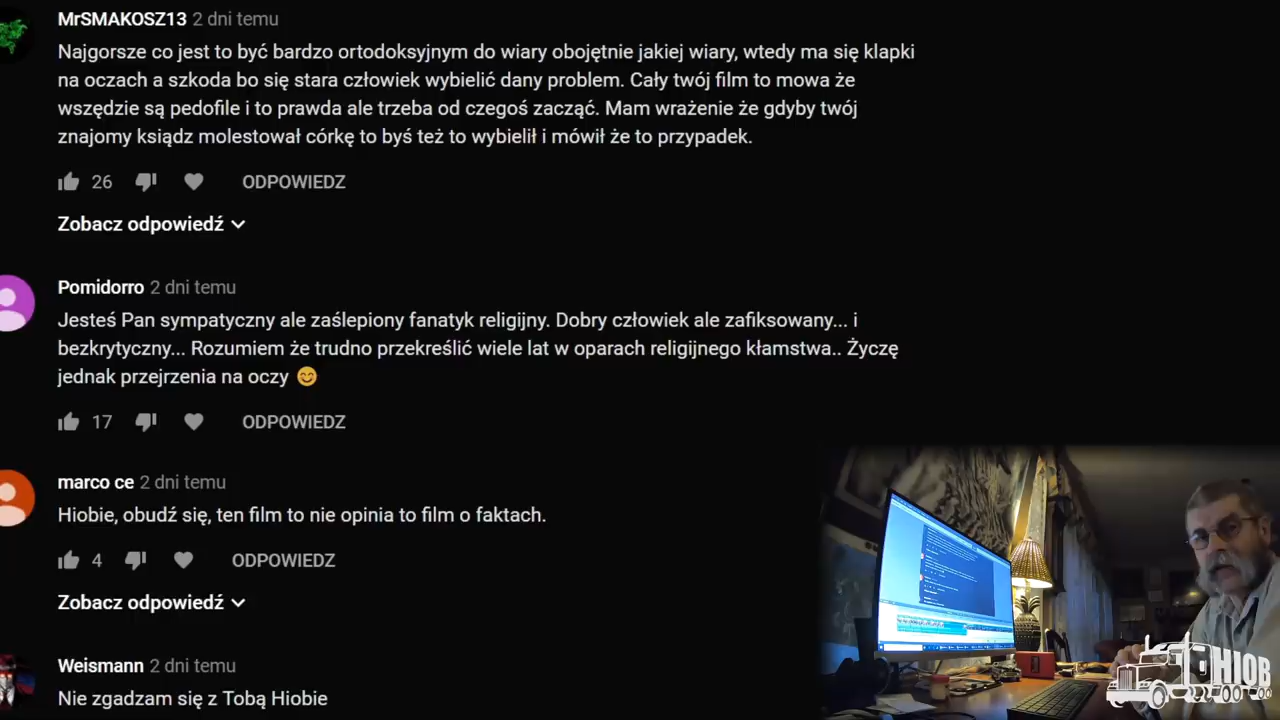 MrSMAKOSZ13 2 dni temu
Najgorsze co jest to być bardzo ortodoksyjnym do wiary obojętnie jakiej wiary, wtedy ma się klapki
na oczach a szkoda bo się stara człowiek wybielić dany problem. Cały twój film to mowa że
wszędzie są pedofile i to prawda ale trzeba od czegoś zacząć. Mam wrażenie że gdyby twój
znajomy ksiądz molestował córkę to byś też to wybielił i mówił że to przypadek.
26 ODPOWIEDZ
Zobacz odpowiedź
Pomidorro 2 dni temu
Jesteś Pan sympatyczny ale zaślepiony fanatyk religijny. Dobry człowiek ale zafiksowany... i
bezkrytyczny... Rozumiem że trudno przekreślić wiele lat w oparach religijnego kłamstwa.. Życzę
jednak przejrzenia na oczy 😊
17 ODPOWIEDZ
marco ce 2 dni temu
Hiobie, obudź się, ten film to nie opinia to film o faktach.
4 ODPOWIEDZ
Zobacz odpowiedź
Weismann 2 dni temu
Nie zgadzam się z Tobą Hiobie
HIOB